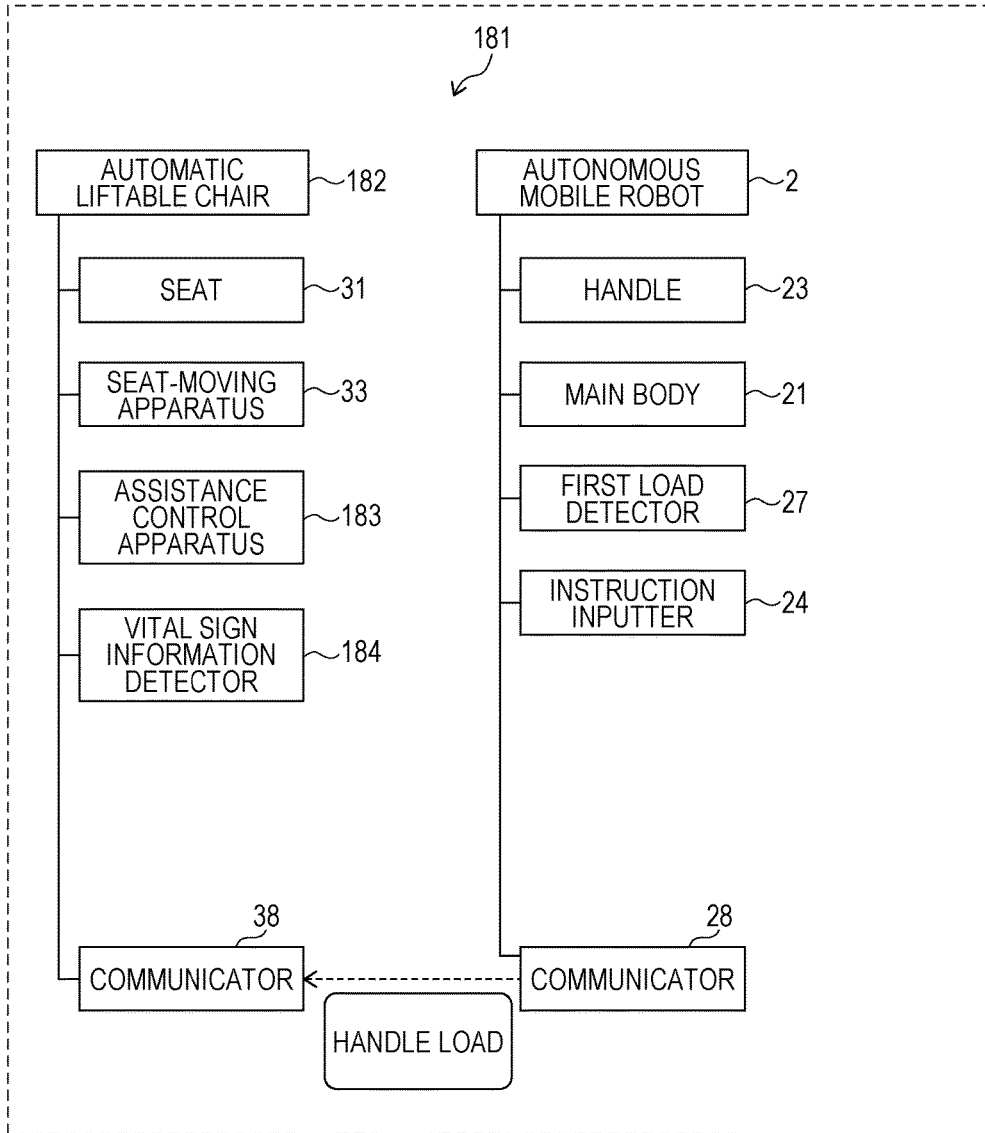 181
AUTOMATIC
LIFTABLE CHAIR
182
SEAT
31
SEAT-MOVING
APPARATUS
33
ASSISTANCE
CONTROL
APPARATUS
183
VITAL SIGN
INFORMATION
DETECTOR
184
38
COMMUNICATOR
AUTONOMOUS
MOBILE ROBOT
2
HANDLE
23
MAIN BODY
21
FIRST LOAD
DETECTOR
27
INSTRUCTION
INPUTTER
24
28
COMMUNICATOR
HANDLE LOAD